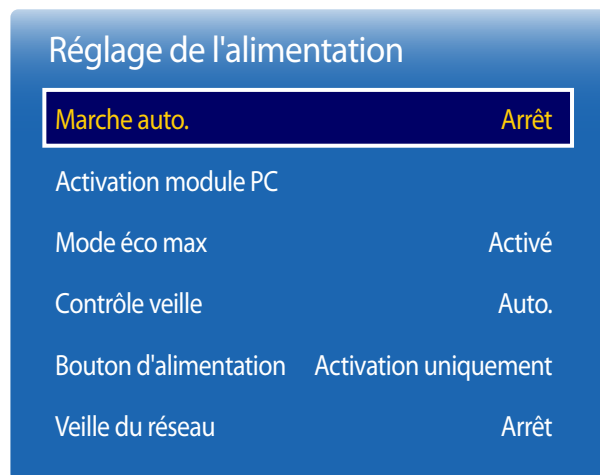 Réglage de l'alimentation
Marche auto. Arrêt
Activation module PC
Mode éco max Activé
Contrôle veille Auto.
Bouton d'alimentation Activation uniquement
Veille du réseau Arrêt